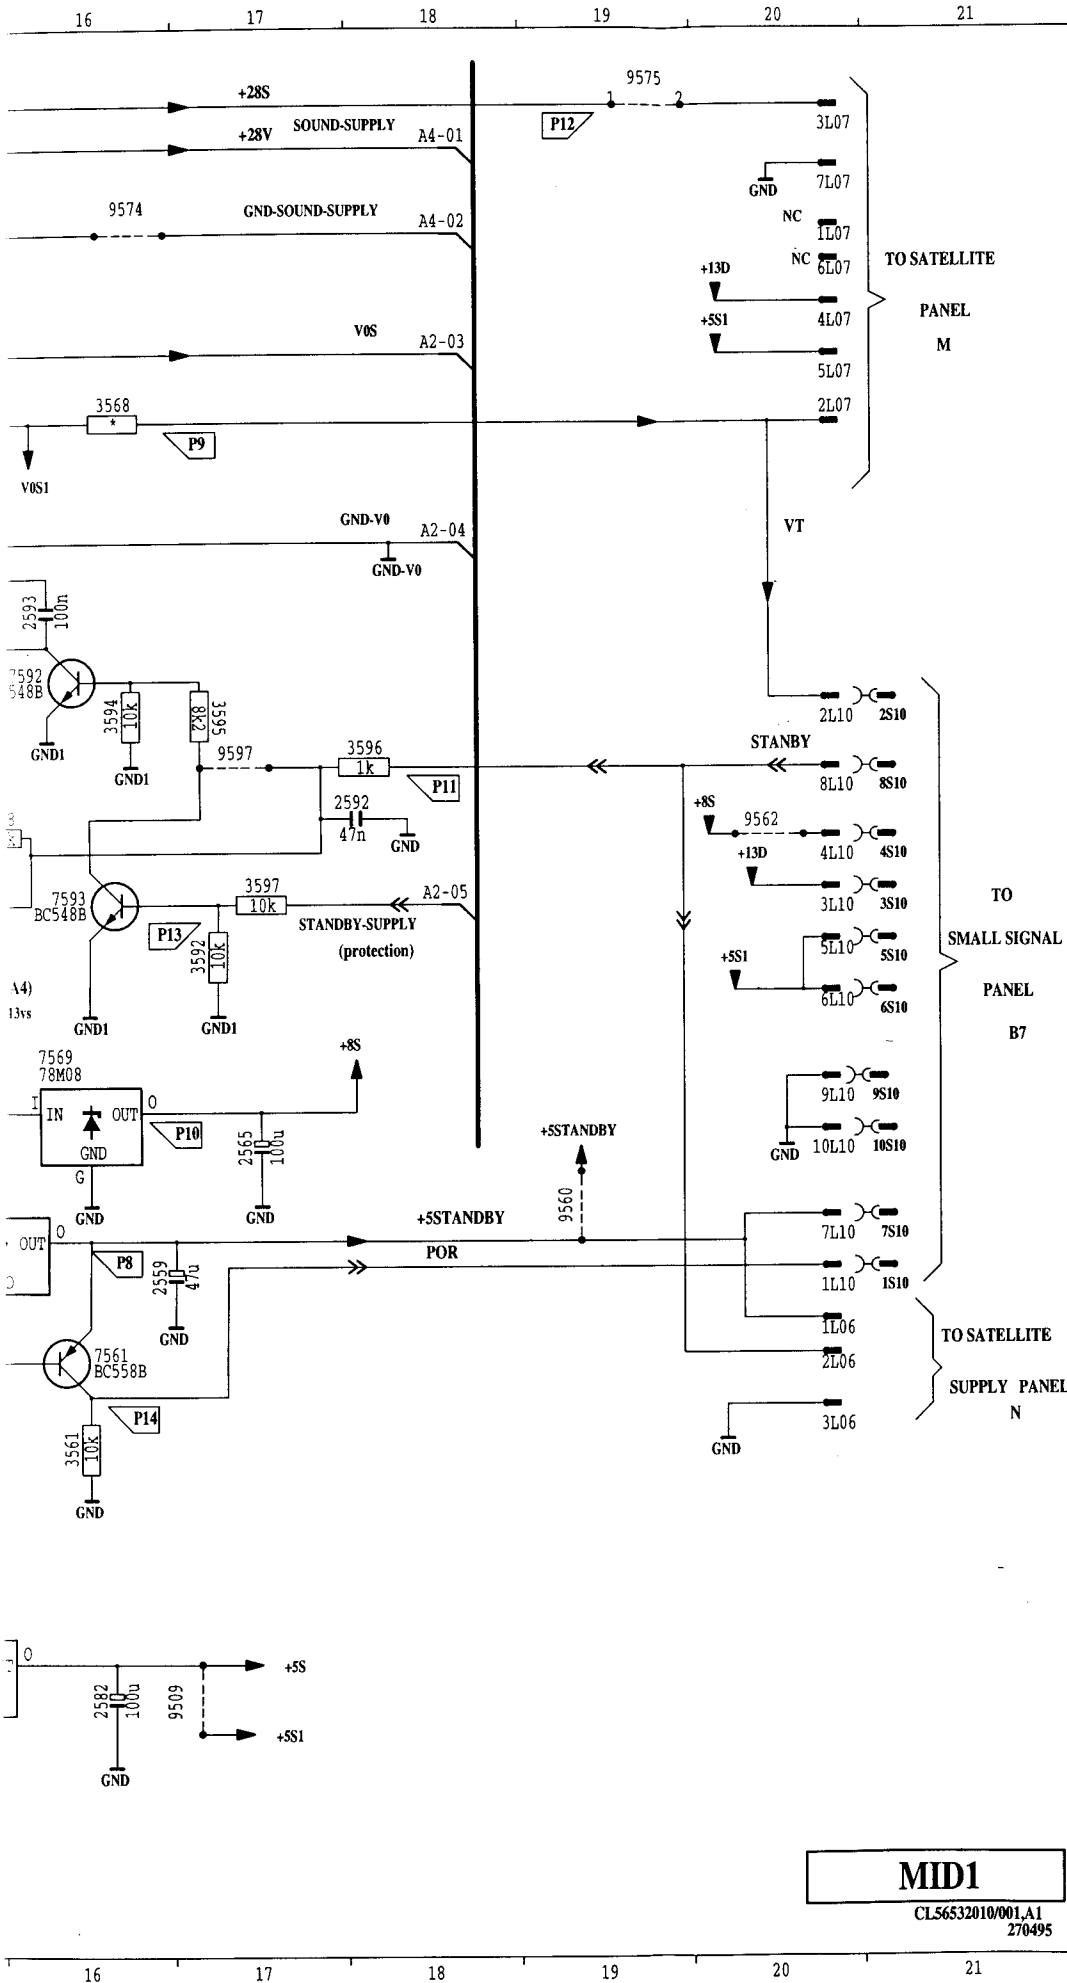 16 17 18 19 20 21
9575
+28S
1 2
SOUND-SUPPLY
P12
3L07
+28V
A4-01
GND
7L07
9574
GND-SOUND-SUPPLY
A4-02
NC
1L07
NC
6L07
TO SATELLITE
+13D
PANEL
4L07
+5S1
M
V0S
A2-03
5L07
3568
2L07
*
P9
V0S1
GND-V0
A2-04
VT
GND-V0
2593
100n
7592
548B
3594
10k
8k2
3595
2L10
2S10
STANBY
GND1
GND1
9597
3596
1k
P11
8L10
8S10
2592
47n
GND
+8S
9562
4L10
4S10
+13D
7593
BC548B
3597
10k
A2-05
3L10
3S10
TO
P13
3592
10k
STANDBY-SUPPLY
(protection)
5L10
5S10
SMALL SIGNAL
+5S1
A4)
6L10
6S10
PANEL
13vs
GND1
GND1
B7
+8S
7569
78M08
I
IN
OUT
O
GND
G
GND
P10
2565
100u
GND
9L10
9S10
GND
10L10
10S10
+5STANDBY
9560
OUT
O
+5STANDBY
7L10
7S10
P8
POR
2559
47u
GND
1L10
1S10
1L06
TO SATELLITE
7561
BC558B
2L06
SUPPLY PANEL
P14
N
3561
10k
GND
GND
3L06
O
+5S
2582
100u
9509
+5S1
GND
MID1
CL56532010/001,A1
270495
16 17 18 19 20 21